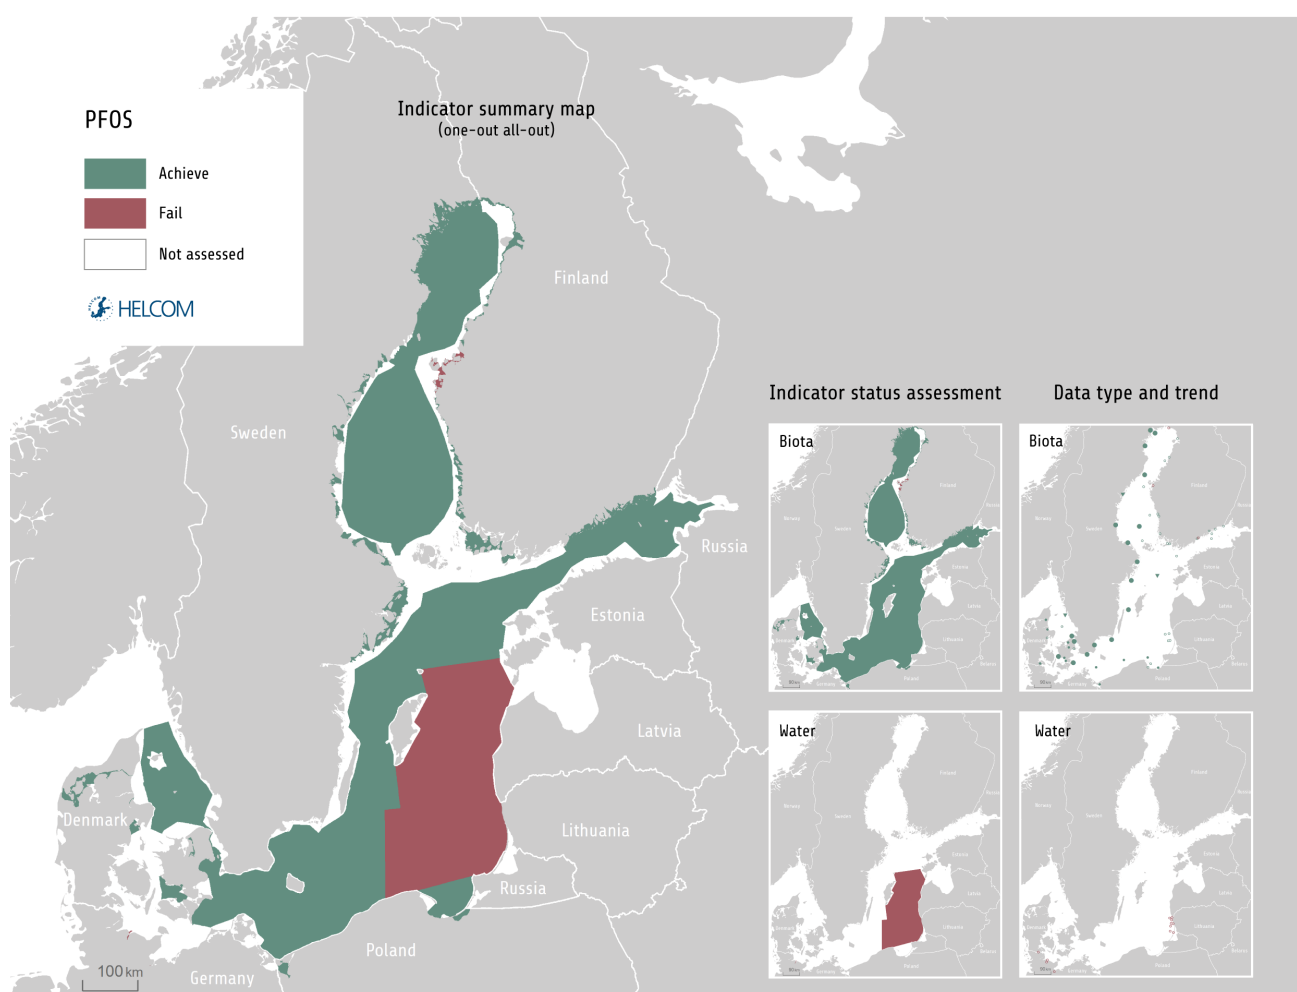 Indicator summary map
(one-out all-out)
PFOS
Achieve
Fail
Not assessed
HELCOM
Finland
Sweden
Russia
Estonia
Latvia
Denmark
Lithuania
Russia
Poland
Germany
100 km
Indicator status assessment
Data type and trend
Biota
Biota
Water
Water